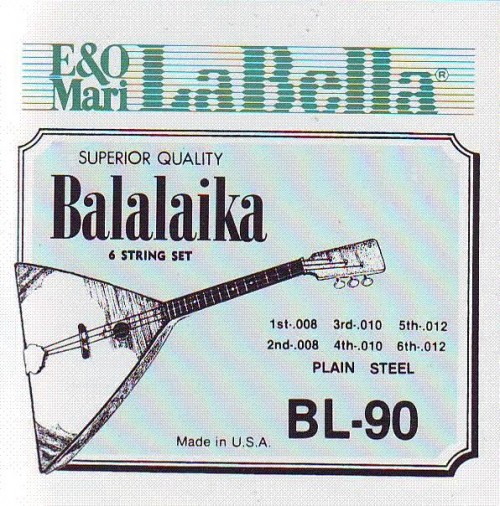 E&O
Mari
LaBella®
SUPERIOR QUALITY
Balalaika
6 STRING SET
1st-.008 3rd-.010 5th-.012
2nd-.008 4th-.010 6th-.012
PLAIN STEEL
BL-90
Made in U.S.A.